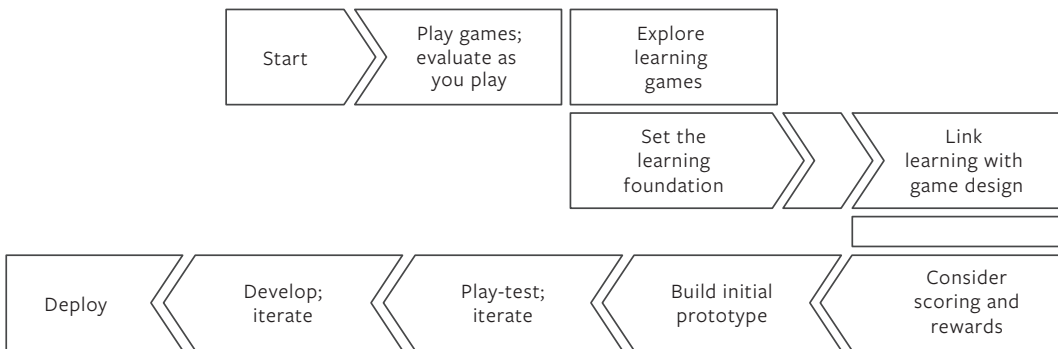 Start
Play games;
evaluate as
you play
Explore
learning
games
Set the
learning
foundation
Link
learning with
game design
Consider
scoring and
rewards
Build initial
prototype
Play-test;
iterate
Develop;
iterate
Deploy